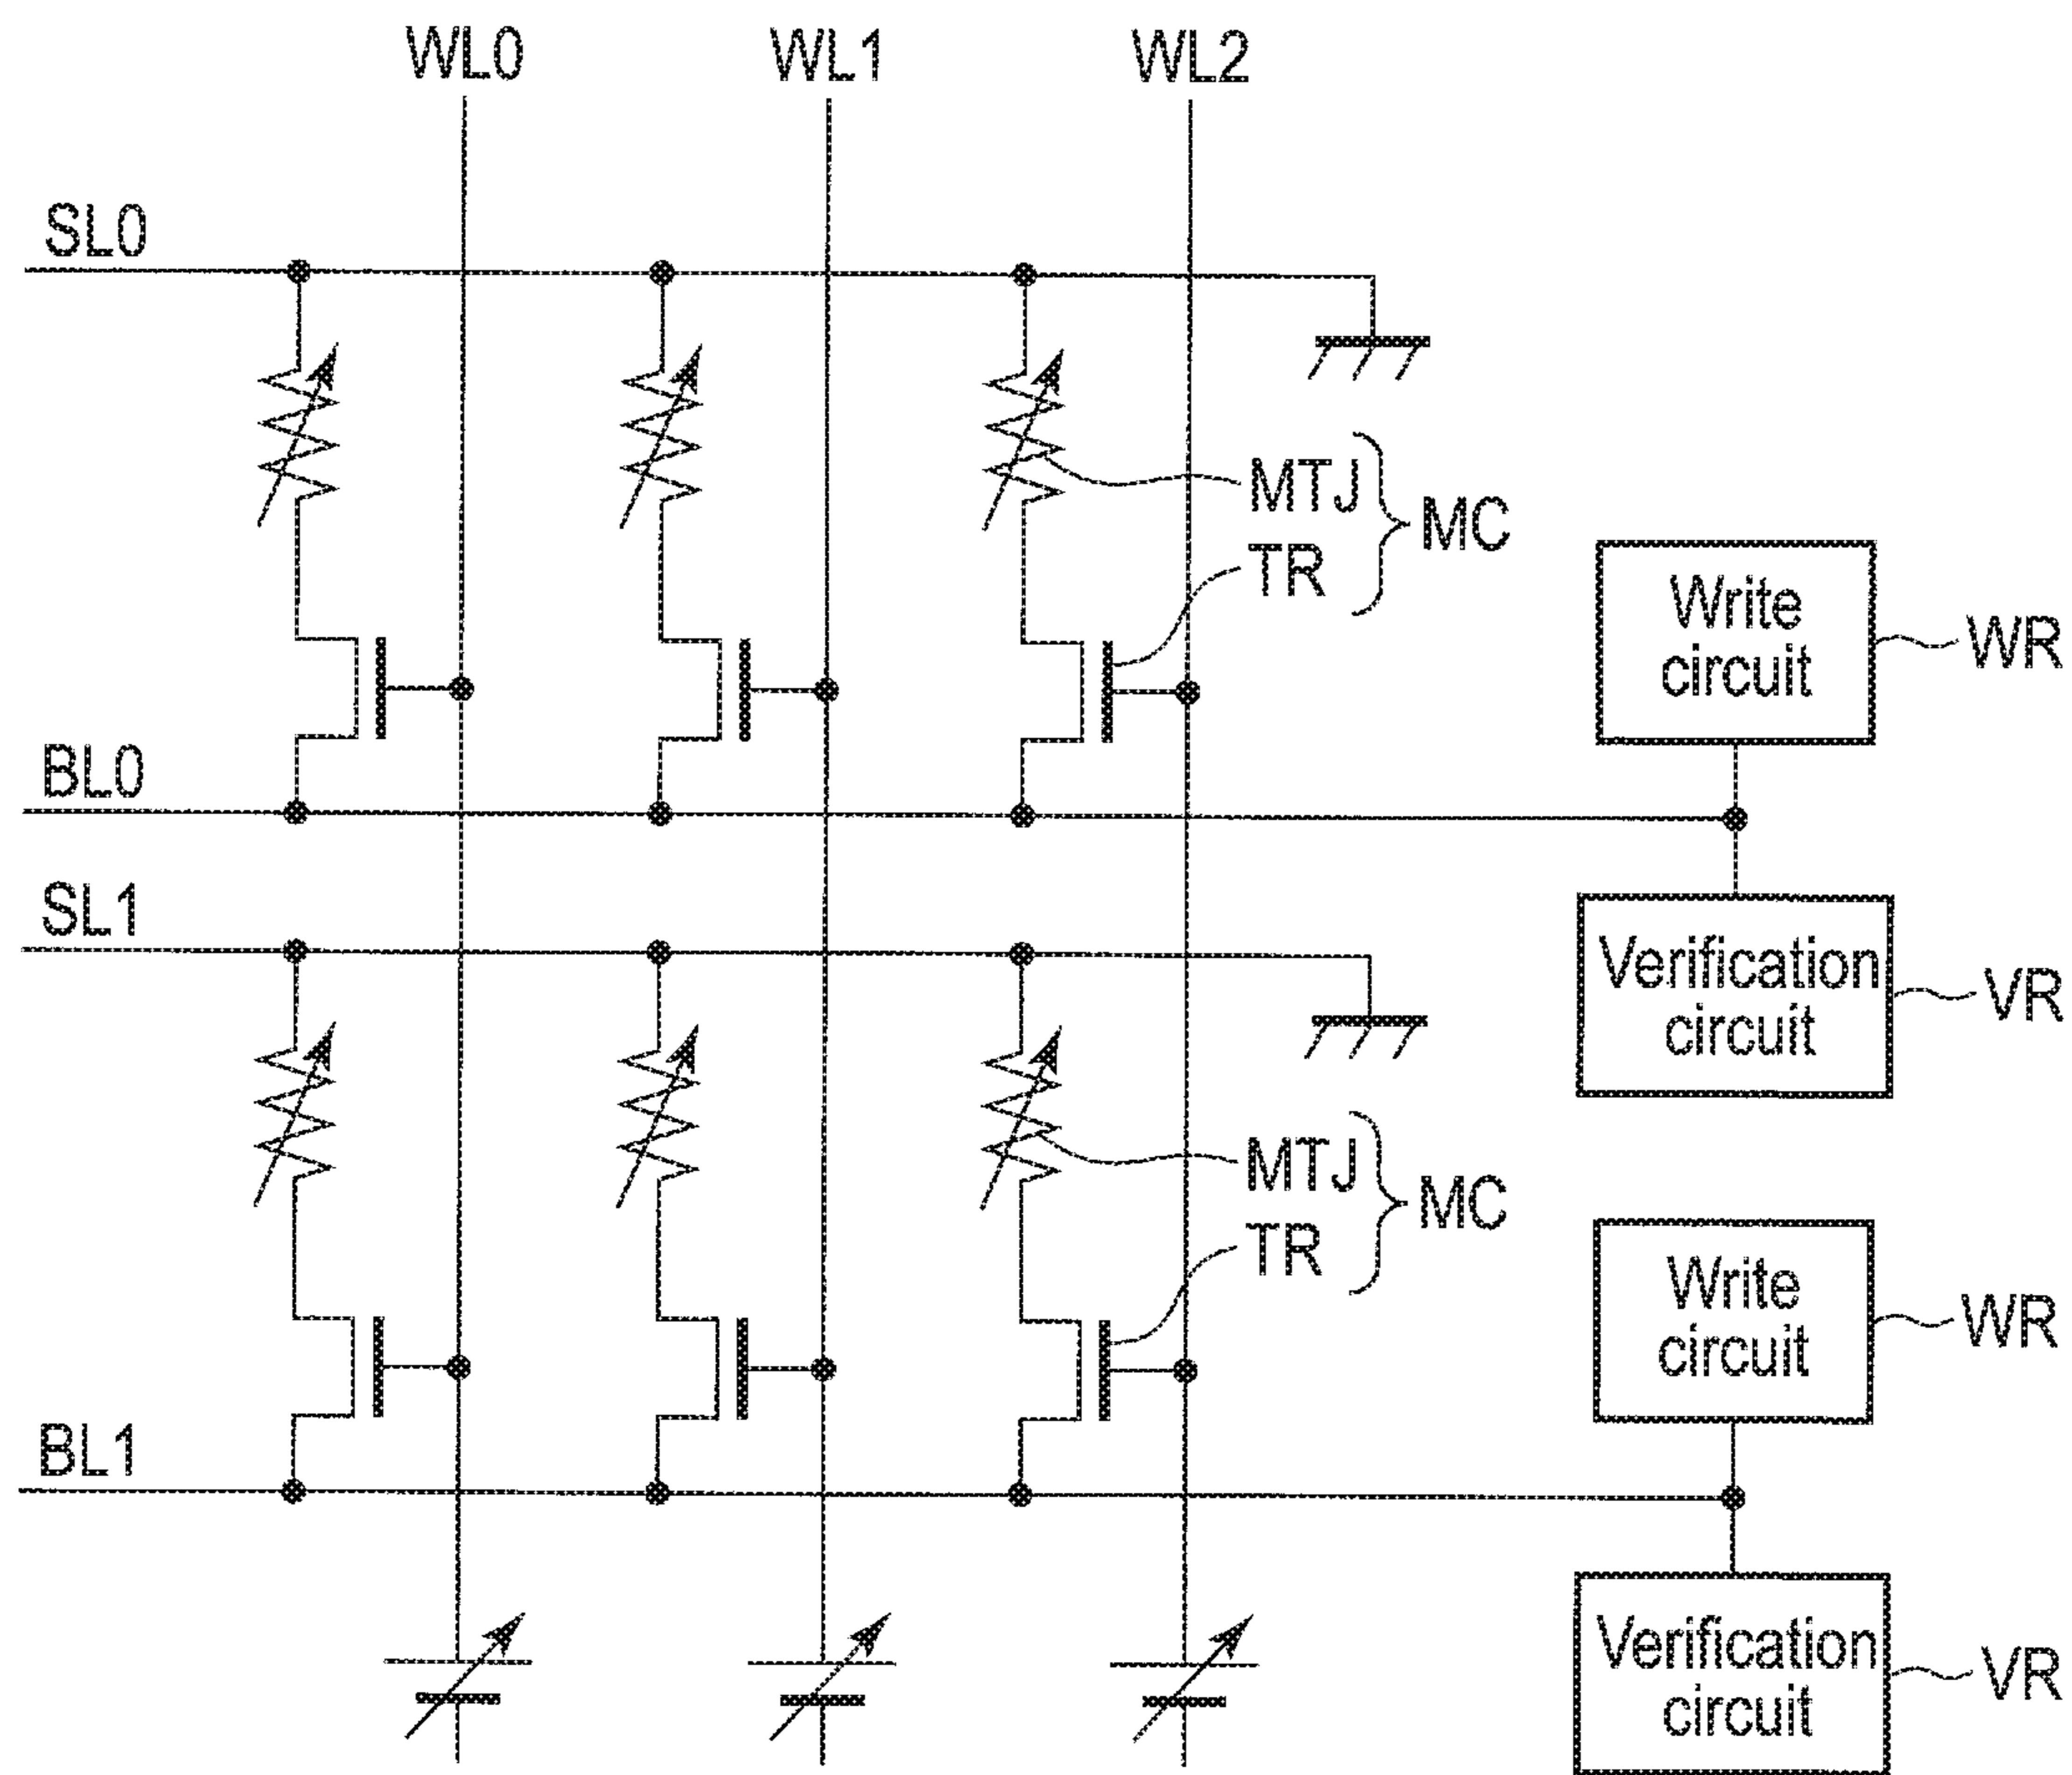 WL0 WL1 WL2
SL0
MTJ
MC
TR
Write
circuit
WR
BL0
SL1
Verification
circuit
VR
MTJ
MC
TR
Write
circuit
WR
BL1
Verification
circuit
VR